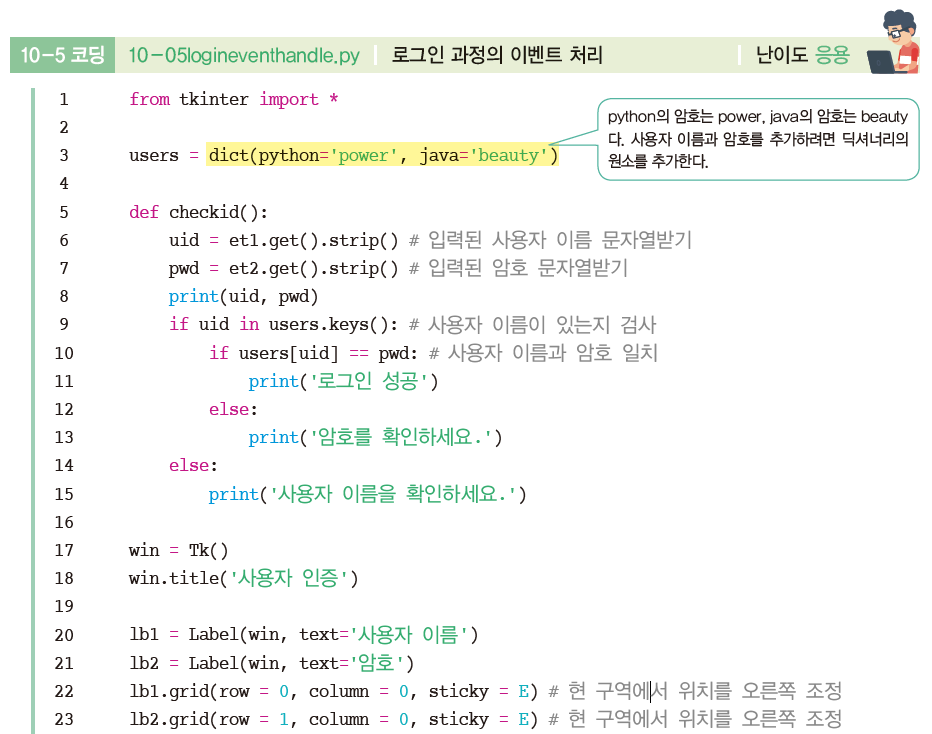 10-5 코딩 10-05logineventhandle.py 로그인 과정의 이벤트 처리 난이도 응용
1 from tkinter import *
2
3 users = dict(python='power', java='beauty')
python의 암호는 power, java의 암호는 beauty
다. 사용자 이름과 암호를 추가하려면 딕셔너리의
원소를 추가한다.
4
5 def checkid():
6     uid = et1.get().strip() # 입력된 사용자 이름 문자열받기
7     pwd = et2.get().strip() # 입력된 암호 문자열받기
8     print(uid, pwd)
9     if uid in users.keys(): # 사용자 이름이 있는지 검사
10         if users[uid] == pwd: # 사용자 이름과 암호 일치
11             print('로그인 성공')
12         else:
13             print('암호를 확인하세요.')
14     else:
15         print('사용자 이름을 확인하세요.')
16
17 win = Tk()
18 win.title('사용자 인증')
19
20 lb1 = Label(win, text='사용자 이름')
21 lb2 = Label(win, text='암호')
22 lb1.grid(row = 0, column = 0, sticky = E) # 현 구역에서 위치를 오른쪽 조정
23 lb2.grid(row = 1, column = 0, sticky = E) # 현 구역에서 위치를 오른쪽 조정